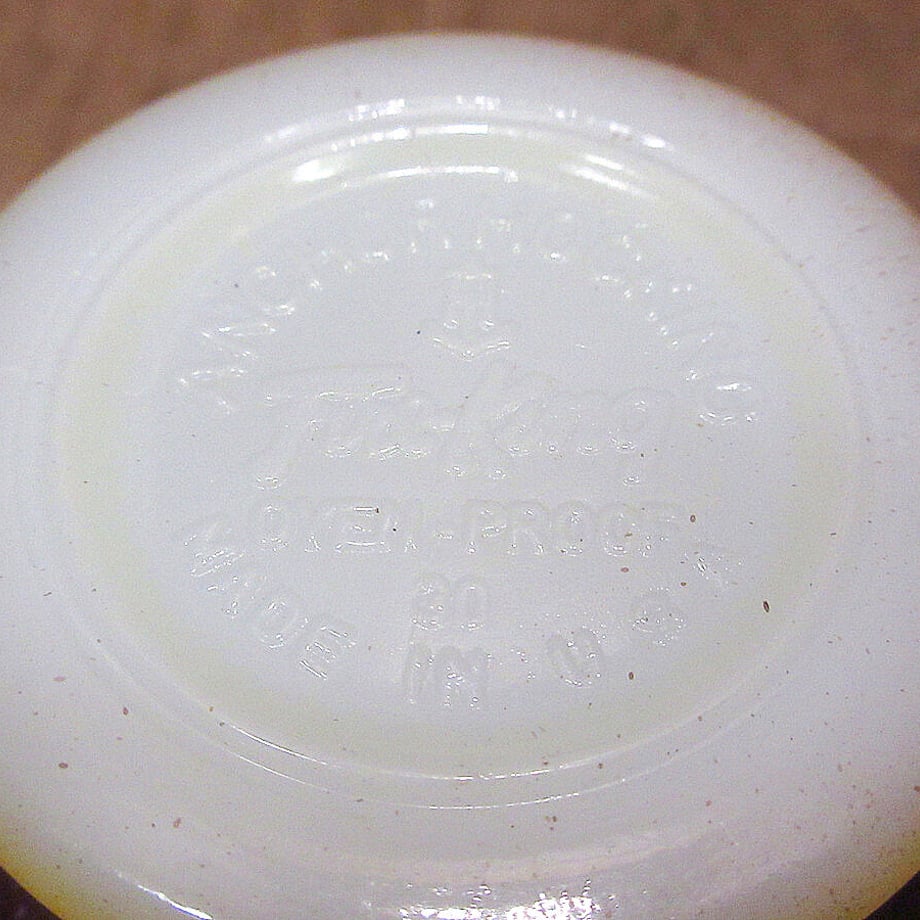 ANCHOR HOCKING
Fire-King
OVEN-PROOF
20
MADE IN U.S.A.